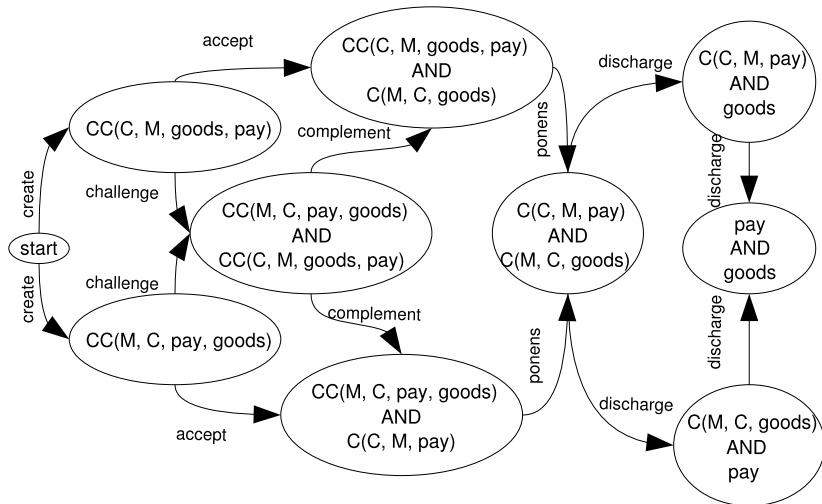 accept
CC(C, M, goods, pay)
AND
C(M, C, goods)
discharge
C(C, M, pay)
AND
goods
create
CC(C, M, goods, pay)
complement
ponens
challenge
discharge
CC(M, C, pay, goods)
AND
CC(C, M, goods, pay)
C(C, M, pay)
AND
C(M, C, goods)
pay
AND
goods
start
create
challenge
CC(M, C, pay, goods)
complement
ponens
discharge
accept
CC(M, C, pay, goods)
AND
C(C, M, pay)
discharge
C(M, C, goods)
AND
pay